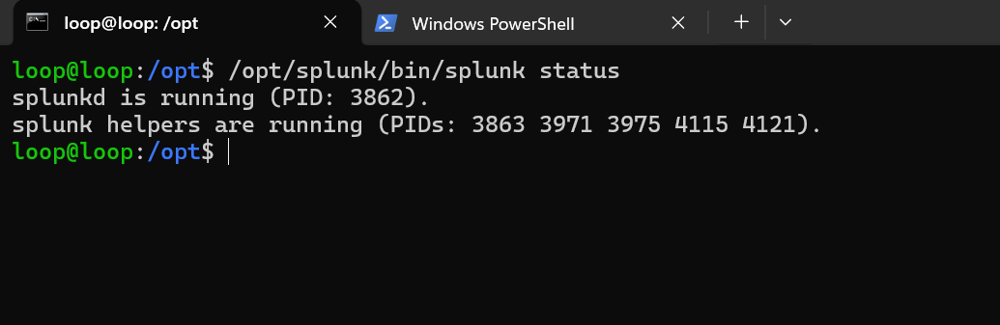 loop@loop: /opt
Windows PowerShell
loop@loop:/opt$ /opt/splunk/bin/splunk status
splunkd is running (PID: 3862).
splunk helpers are running (PIDs: 3863 3971 3975 4115 4121).
loop@loop:/opt$